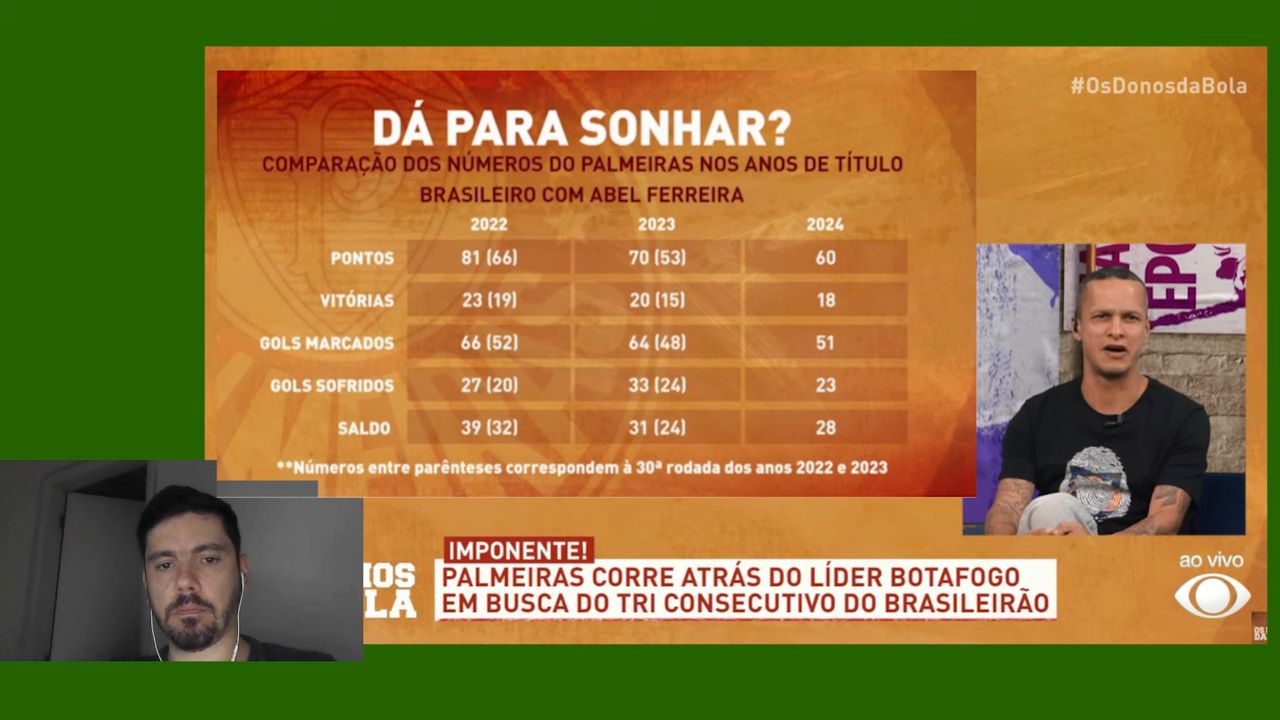 #OsDonosdaBola
DÁ PARA SONHAR?
COMPARAÇÃO DOS NÚMEROS DO PALMEIRAS NOS ANOS DE TÍTULO
BRASILEIRO COM ABEL FERREIRA
2022 2023 2024
PONTOS 81 (66) 70 (53) 60
VITÓRIAS 23 (19) 20 (15) 18
GOLS MARCADOS 66 (52) 64 (48) 51
GOLS SOFRIDOS 27 (20) 33 (24) 23
SALDO 39 (32) 31 (24) 28
**Números entre parênteses correspondem à 30ª rodada dos anos 2022 e 2023
IMPONENTE!
PALMEIRAS CORRE ATRÁS DO LÍDER BOTAFOGO
EM BUSCA DO TRI CONSECUTIVO DO BRASILEIRÃO
ao vivo